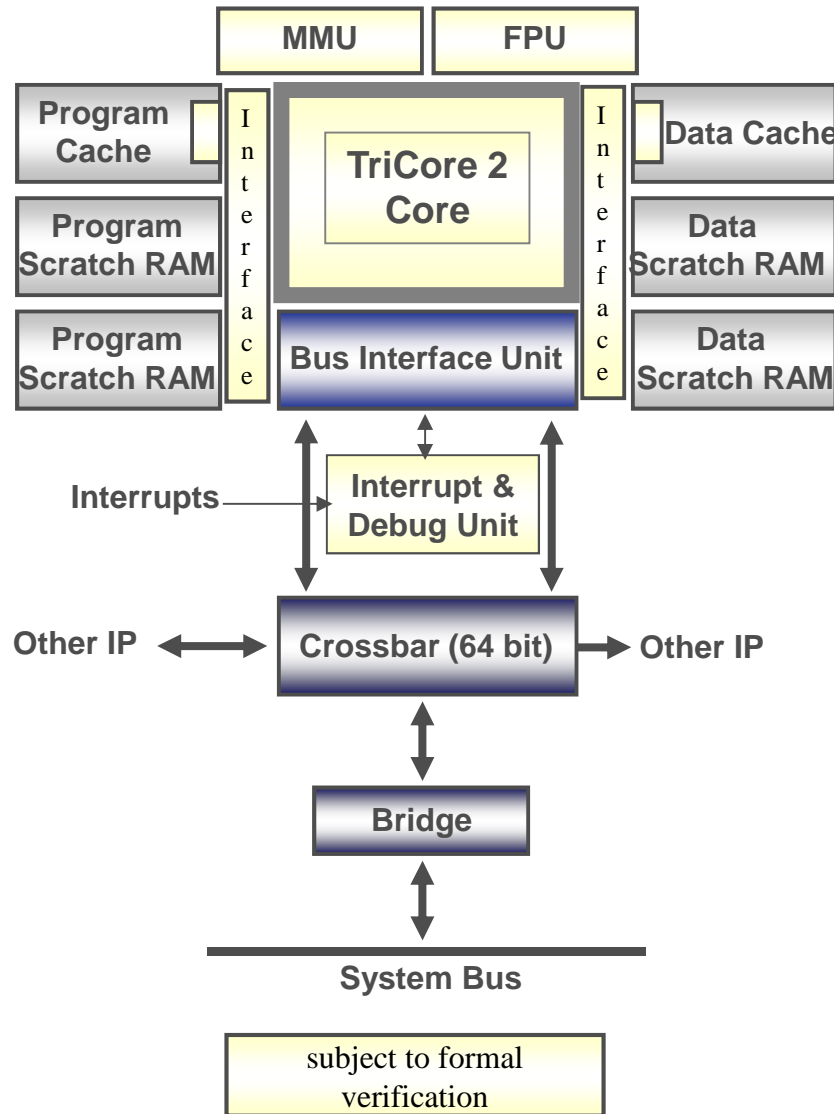 MMU
FPU
Program
Cache
Interface
TriCore 2
Core
Interface
Data Cache
Program
Scratch RAM
Data
Scratch RAM
Program
Scratch RAM
Bus Interface Unit
Data
Scratch RAM
Interrupts
Interrupt &
Debug Unit
Other IP
Crossbar (64 bit)
Other IP
Bridge
System Bus
subject to formal
verification